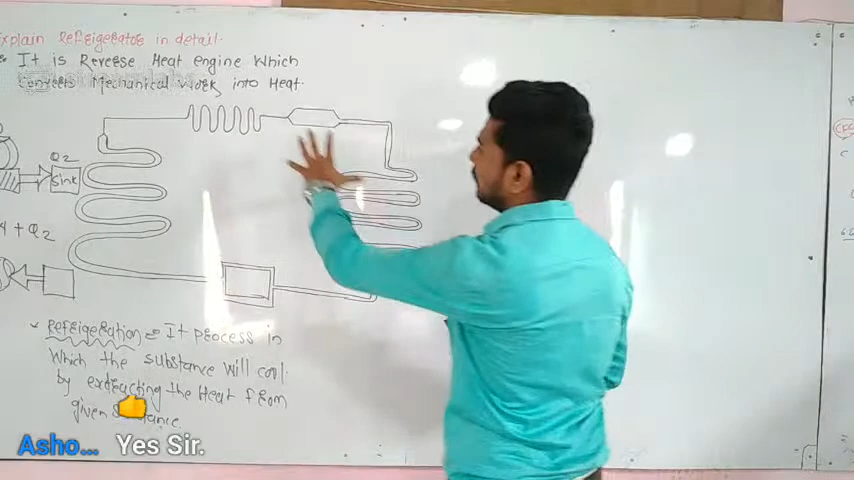 explain Refrigerator in detail.
It is Reverse Heat engine Which
Converts Mechanical Work into Heat.
Q2
Sink
+ Q2
Refrigeration It Process in
Which the substance will cool
by extracting the Heat from
given
Asho... Yes Sir.